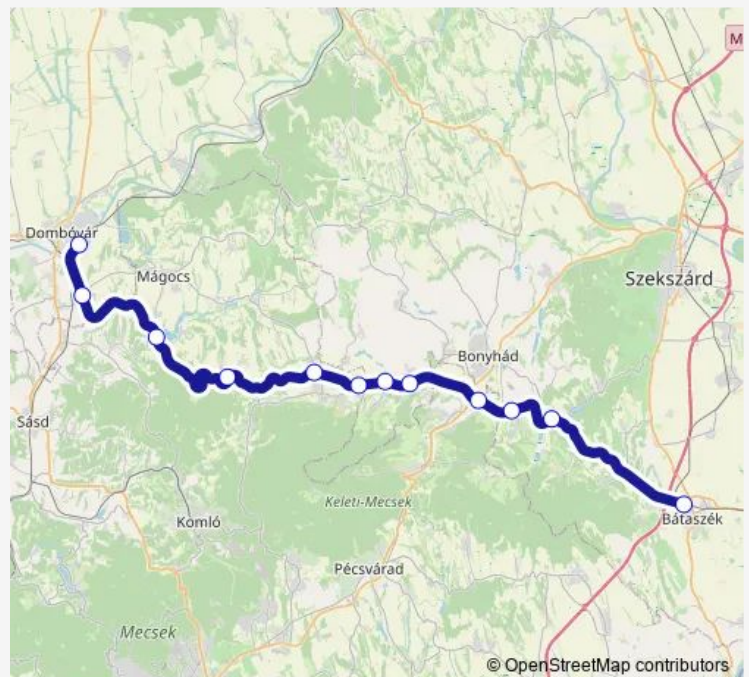 M
Dombóvár
Mágocs
Szekszárd
Bonyhád
Sásd
Keleti-Mecsek
Komló
Bátaszék
Pécsvárad
Mecsek
© OpenStreetMap contributors